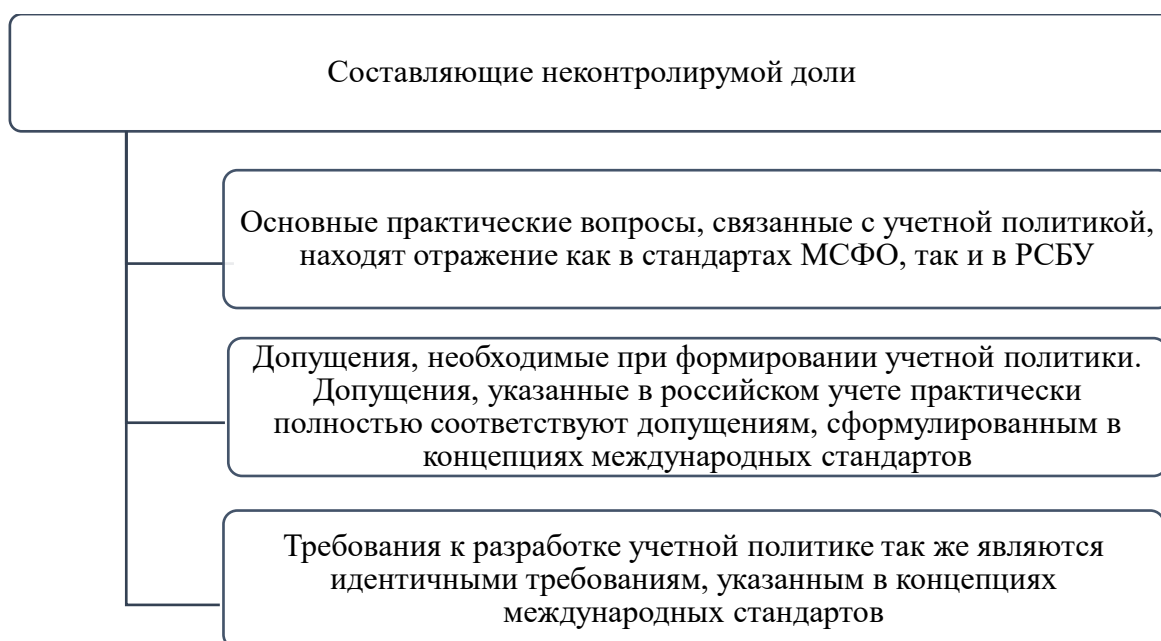 Составляющие неконтролирумой доли
Основные практические вопросы, связанные с учетной политикой,
находят отражение как в стандартах МСФО, так и в РСБУ
Допущения, необходимые при формировании учетной политики.
Допущения, указанные в российском учете практически
полностью соответствуют допущениям, сформулированным в
концепциях международных стандартов
Требования к разработке учетной политике так же являются
идентичными требованиям, указанным в концепциях
международных стандартов